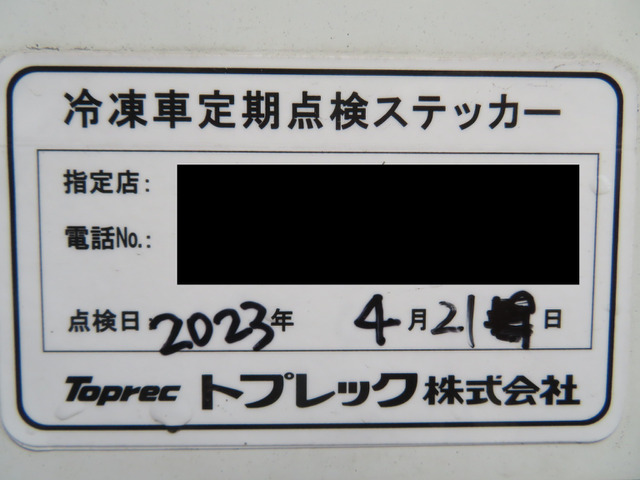 冷凍車定期点検ステッカー
指定店:
電話No.:
点検日: 2023年 4月21日
Toprec トプレック株式会社